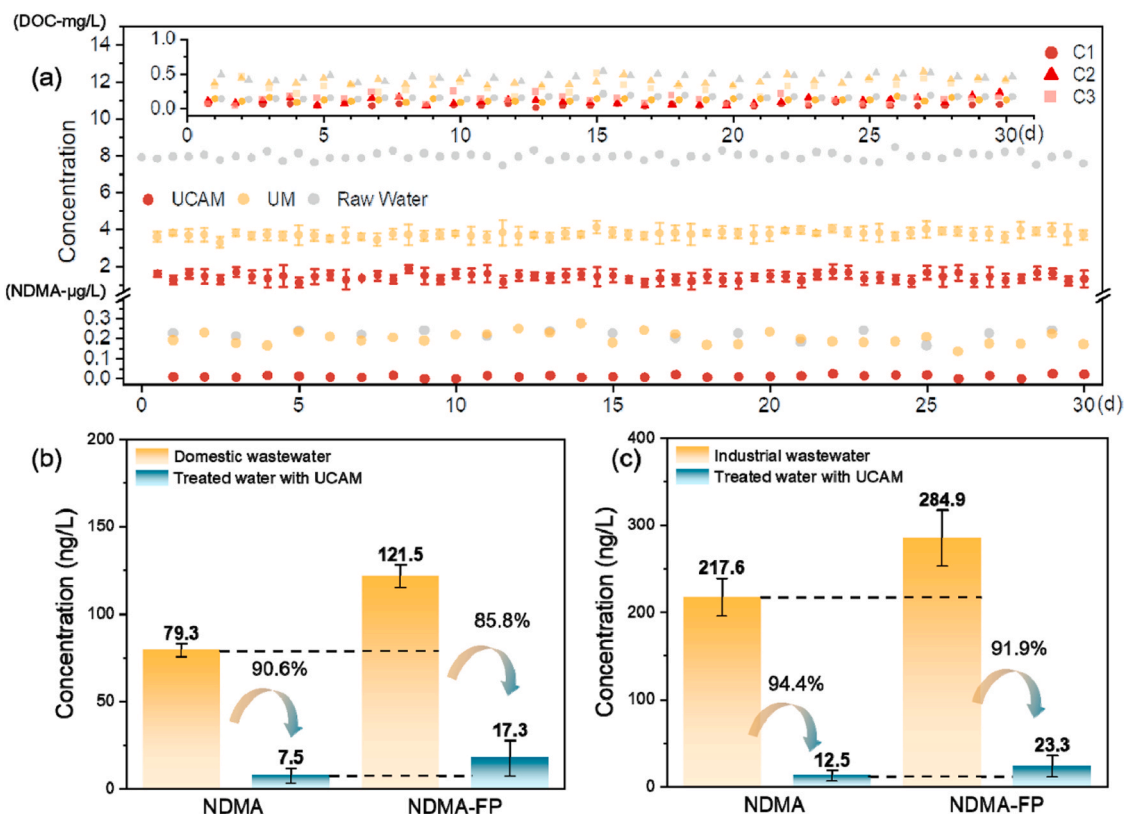 (DOC-mg/L)
14
12
10
8
6
4
2
(a)
1.0
0.5
0.0
0
5
10
15
20
25
30(d)
C1
C2
C3
UCAM
UM
Raw Water
Concentration
(NDMA-μg/L)
0.3
0.2
0.1
0.0
0
5
10
15
20
25
30(d)
(b)
200
150
100
50
0
Concentration (ng/L)
Domestic wastewater
Treated water with UCAM
79.3
90.6%
7.5
121.5
85.8%
17.3
NDMA
NDMA-FP
(c)
400
300
200
100
0
Concentration (ng/L)
Industrial wastewater
Treated water with UCAM
217.6
94.4%
12.5
284.9
91.9%
23.3
NDMA
NDMA-FP